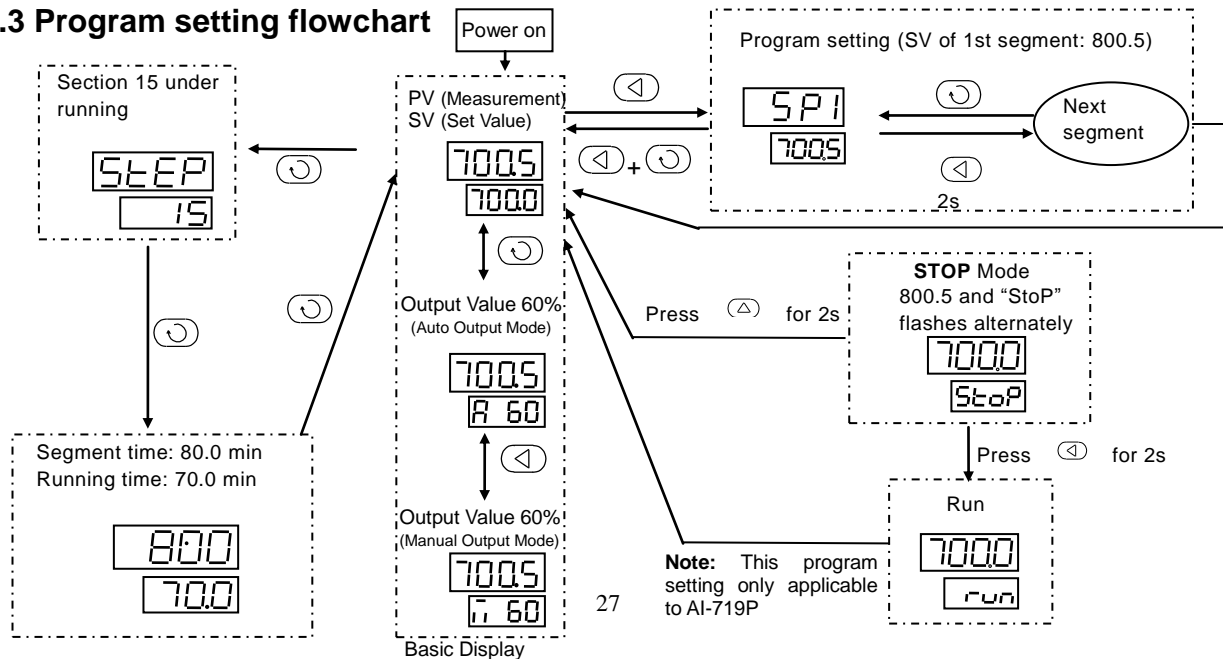 .3 Program setting flowchart
Power on
Program setting (SV of 1st segment: 800.5)
SP1
700.5
Next
segment
2s
Section 15 under
running
StEP
15
PV (Measurement)
SV (Set Value)
700.5
700.0
+
Output Value 60%
(Auto Output Mode)
700.5
A 60
Output Value 60%
(Manual Output Mode)
700.5
M 60
Basic Display
Press for 2s
STOP Mode
800.5 and “StoP”
flashes alternately
700.0
StoP
Press for 2s
Run
700.0
run
Segment time: 80.0 min
Running time: 70.0 min
80.0
70.0
Note: This program
setting only applicable
to AI-719P
27